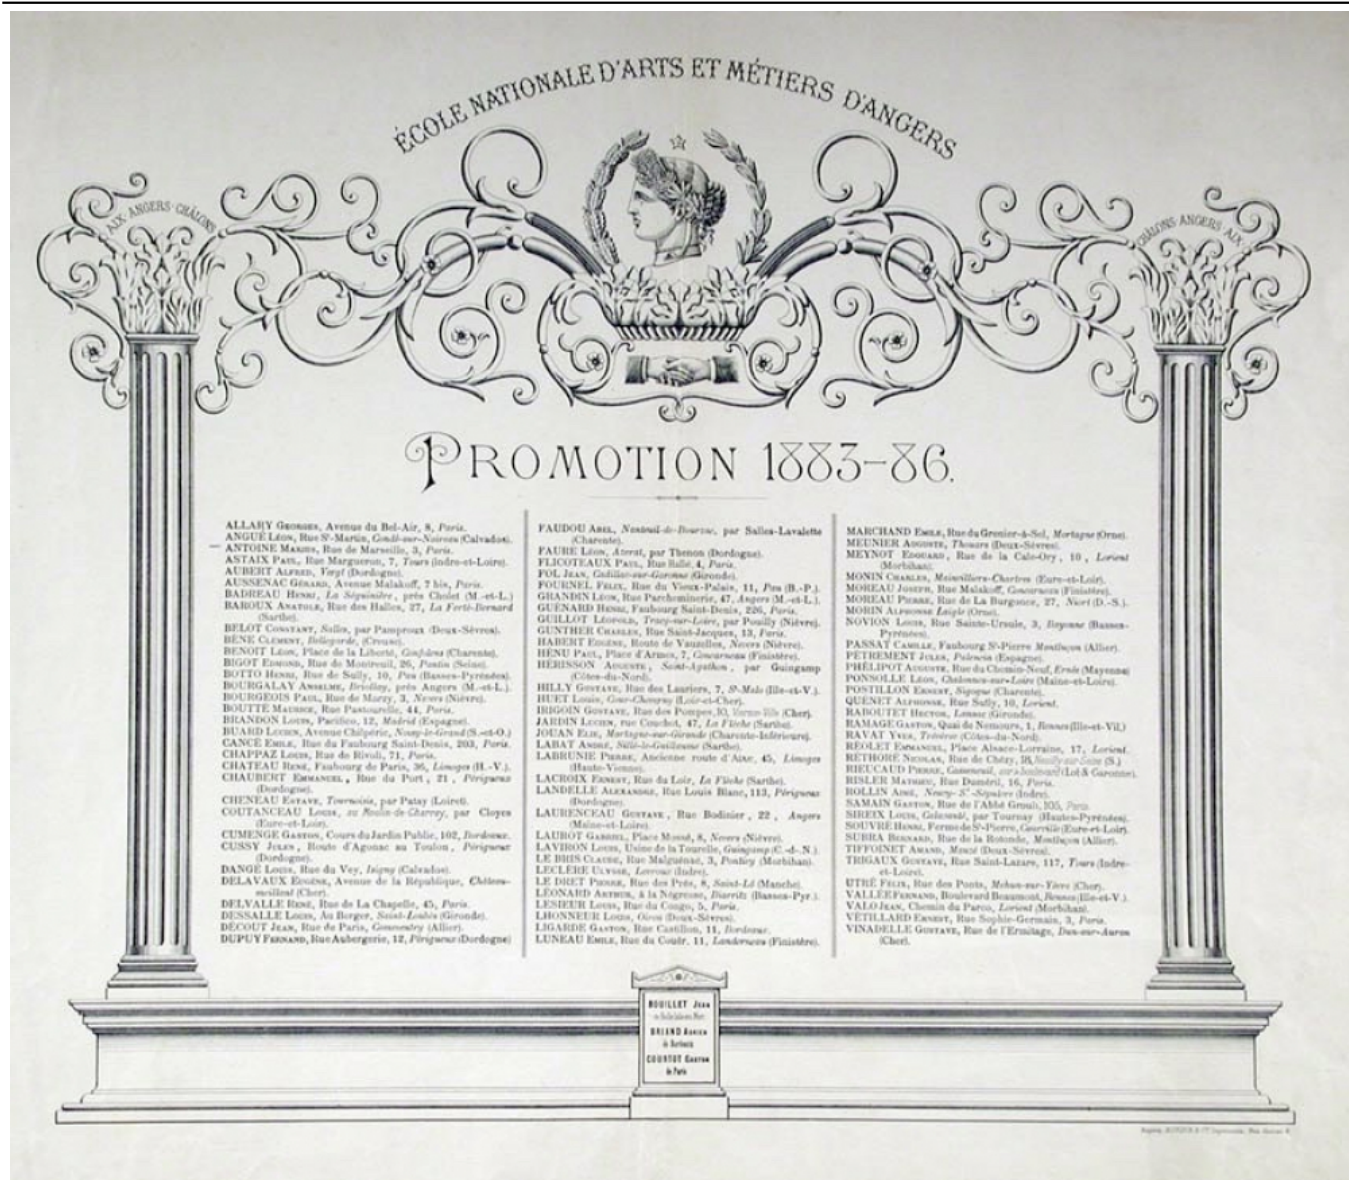 ÉCOLE NATIONALE D'ARTS ET MÉTIERS D'ANGERS
AIX·ANGERS·CHÂLONS
CHÂLONS ANGERS AIX
PROMOTION 1883-86.
ALLARY GEORGES, Avenue du Bel-Air, 8, Paris.
ANGUÉ LÉON, Rue St-Martin, Condé-sur-Noireau (Calvados).
ANTOINE MARIUS, Rue de Marseille, 3, Paris.
ASTAIX PAUL, Rue Margueron, 7, Tours (Indre-et-Loire).
AUBERT ALFRED, Vergt (Dordogne).
AUSSENAC GÉRARD, Avenue Malakoff, 7 bis, Paris.
BADREAU HENRI, La Séguinière, près Cholet (M.-et-L.)
BAROUX ANATOLE, Rue des Halles, 27, La Ferté-Bernard
(Sarthe).
BELOT CONSTANT, Salles, par Pamproux (Deux-Sèvres).
BÈNE CLÉMENT, Bellegarde, (Creuse).
BENOIT LÉON, Place de la Liberté, Confolens (Charente).
BIGOT EDMOND, Rue de Montreuil, 26, Pantin (Seine).
BOTTO HENRI, Rue de Sully, 10, Pau (Basses-Pyrénées).
BOURGALAY ANSELME, Briollay, près Angers (M.-et-L.).
BOURGEOIS PAUL, Rue de Marzy, 3, Nevers (Nièvre).
BOUTTÉ MAURICE, Rue Pastourelle, 44, Paris.
BRANDON LOUIS, Pacifico, 12, Madrid (Espagne).
BUARD LUCIEN, Avenue Chilpéric, Noisy-le-Grand (S.-et-O.)
CANCE EMILE, Rue du Faubourg Saint-Denis, 203, Paris.
CHAPPAZ LOUIS, Rue de Rivoli, 71, Paris.
CHATEAU RENÉ, Faubourg de Paris, 36, Limoges (H.-V.).
CHAUBERT EMMANUEL, Rue du Port, 21, Périgueux
(Dordogne).
CHENEAU, Tournoisis, par Patay (Loiret).
COUTANCEAU LOUIS, au Moulin-de-Charray, par Cloyes
(Eure-et-Loir).
CUMENGE GASTON, Cours du Jardin Public, 102, Bordeaux.
CUSSY JULES, Route d'Agonac au Toulon, Périgueux
(Dordogne).
DANGÉ LOUIS, Rue du Vey, Isigny (Calvados).
DELAVAUX EUGÈNE, Avenue de la République, Château-
meillant (Cher).
DELVALLE RENÉ, Rue de La Chapelle, 45, Paris.
DESSALLE LOUIS, Au Berger, Saint-Loubès (Gironde).
DÉCOUT JEAN, Rue de Paris, Commentry (Allier).
DUPUY FERNAND, Rue Aubergerie, 12, Périgueux (Dordogne)
FAUDOU ABEL, Nanteuil-de-Bourzac, par Salles-Lavalette
(Charente).
FAURE LÉON, Azerat, par Thenon (Dordogne).
FLICOTEAUX PAUL, Rue Hallé, 4, Paris.
FOL JEAN, Cadillac-sur-Garonne (Gironde).
FOURNEL FÉLIX, Rue du Vieux-Palais, 11, Pau (B.-P.).
GRANDIN LÉON, Rue Parcheminerie, 47, Angers (M.-et-L.).
GUÉNARD HENRI, Faubourg Saint-Denis, 226, Paris.
GUILLOT LÉOPOLD, Tracy-sur-Loire, par Pouilly (Nièvre).
GUNTHER CHARLES, Rue Saint-Jacques, 13, Paris.
HABERT EUGÈNE, Route de Vauzelles, Nevers (Nièvre).
HÉNU PAUL, Place d'Armes, 7, Concarneau (Finistère).
HÉRISSON AUGUSTE, Saint-Agathon, par Guingamp
(Côtes-du-Nord).
HILLY GUSTAVE, Rue des Lauriers, 7, St-Malo (Ille-et-V.).
HUET LOUIS, Cour-Cheverny (Loir-et-Cher).
IRIGOIN GUSTAVE, Rue des Pompes, 10, (Cher).
JARDIN LUCIEN, rue Couchot, 47, La Flèche (Sarthe).
JOUAN ELIE, Mortagne-sur-Gironde (Charente-Inférieure).
LABAT ANDRÉ, Sillé-le-Guillaume (Sarthe).
LABRUNIE PIERRE, Ancienne route d'Aixe, 45, Limoges
(Haute-Vienne).
LACROIX ERNEST, Rue du Loir, La Flèche (Sarthe).
LANDELLE ALEXANDRE, Rue Louis Blanc, 113, Périgueux
(Dordogne).
LAURENCEAU GUSTAVE, Rue Bodinier, 22, Angers
(Maine-et-Loire).
LAUROT GABRIEL, Place Mossé, 8, Nevers (Nièvre).
LAVIRON LOUIS, Usine de la Tourelle, Guingamp (C.-d.-N.)
LE BRIS CLAUDE, Rue Malguénac, 3, Pontivy (Morbihan).
LECLÈRE ULYSSE, Levroux (Indre).
LE DRET PIERRE, Rue des Prés, 8, Saint-Lô (Manche).
LÉONARD ARTHUR, à la Négresse, Biarritz (Basses-Pyr.).
LESIEUR LOUIS, Rue du Congo, 5, Paris.
LHONNEUR LOUIS, Oiron (Deux-Sèvres).
LIGARDE GASTON, Rue Castillon, 11, Bordeaux.
LUNEAU EMILE, Rue du Couër. 11, Landerneau (Finistère).
MARCHAND EMILE, Rue du Grenier-à-Sel, Mortagne (Orne).
MEUNIER AUGUSTE, Thouars (Deux-Sèvres).
MEYNOT EDOUARD, Rue de la Cale-Ory, 10, Lorient
(Morbihan).
MONIN CHARLES, Mainvilliers-Chartres (Eure-et-Loir).
MOREAU JOSEPH, Rue Malakoff, Concarneau (Finistère).
MOREAU PIERRE, Rue de La Burgonce, 27, Niort (D.-S.).
MORIN ALPHONSE Laigle (Orne).
NOVION LOUIS, Rue Sainte-Ursule, 3, Bayonne (Basses-
Pyrénées).
PASSAT CAMILLE, Faubourg St-Pierre Montluçon (Allier).
PETREMENT JULES, Palencia (Espagne).
PHÉLIPOT AUGUSTE, Rue du Chemin-Neuf, Ernée (Mayenne)
PONSOLLE LÉON, Chalonnes-sur-Loire (Maine-et-Loire).
POSTILLON ERNEST, Sigogne (Charente).
QUÉNET ALPHONSE, Rue Sully, 10, Lorient.
RABOUTET HECTOR, Lussac (Gironde).
RAMAGE GASTON, Quai de Nemours, 1, Rennes (Ille-et-Vil.)
RAVAT YVES, (Côtes-du-Nord).
RÉOLET EMMANUEL, Place Alsace-Lorraine, 17, Lorient.
RÉTHORÉ NICOLAS, Rue de Chézy, 18, Neuilly-sur-Seine (S.)
RIEUCAUD PIERRE, Casseneuil, (Lot & Garonne).
RISLER MATHIEU, Rue Daméril, 16, Paris.
ROLLIN AIMÉ, Neuvy-St-Sépulcre (Indre).
SAMAIN GASTON, Rue de l'Abbé Groult, 105, Paris.
SIREIX LOUIS, par Tournay (Hautes-Pyrénées).
SOUVRÉ HENRI, Ferme de St-Pierre, Courville (Eure-et-Loir).
SUBRA BERNARD, Rue de la Rotonde, Montluçon (Allier).
TIFFOINET AMAND, Mauzé (Deux-Sèvres).
TRIGAUX GUSTAVE, Rue Saint-Lazare, 117, Tours (Indre-
et-Loire).
UTRÉ FÉLIX, Rue des Ponts, Mehun-sur-Yèvre (Cher).
VALLÉE FERNAND, Boulevard Beaumont, Rennes (Ille-et-V.).
VALO JEAN, Chemin du Parco, Lorient (Morbihan).
VÉTILLARD ERNEST, Rue Sophie-Germain, 3, Paris.
VINADELLE GUSTAVE, Rue de l'Ermitage, Dun-sur-Auron
(Cher).
ROUILLET JEAN
BRIAND ADRIEN
de Bordeaux
COURTOT GASTON
de Paris